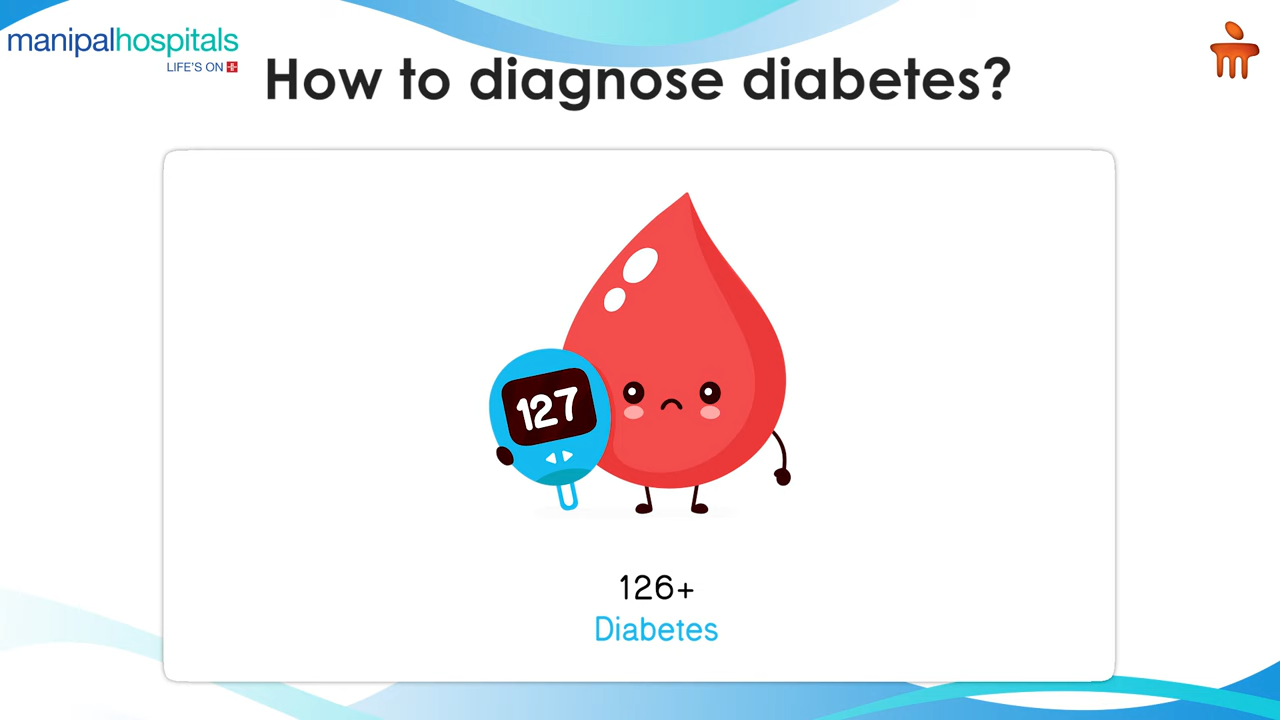 manipalhospitals
LIFE'S ON
How to diagnose diabetes?
127
126+
Diabetes